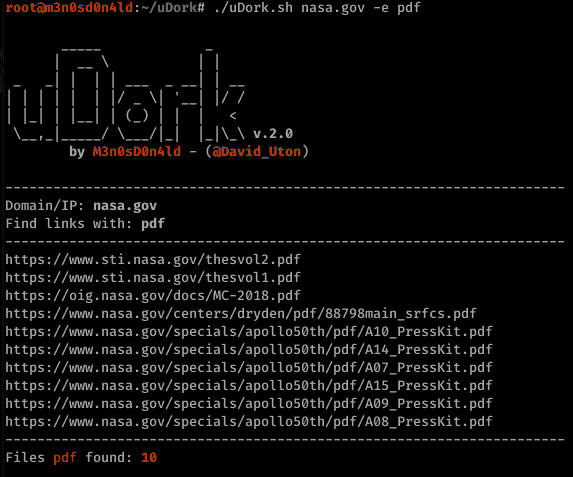 root@m3n0sd0n4ld:~/uDork# ./uDork.sh nasa.gov -e pdf
uDork
v.2.0
by M3n0sD0n4ld - (@David_Uton)
---------------------------------------------------------------------
Domain/IP: nasa.gov
Find links with: pdf
---------------------------------------------------------------------
https://www.sti.nasa.gov/thesvol2.pdf
https://www.sti.nasa.gov/thesvol1.pdf
https://oig.nasa.gov/docs/MC-2018.pdf
https://www.nasa.gov/centers/dryden/pdf/88798main_srfcs.pdf
https://www.nasa.gov/specials/apollo50th/pdf/A10_PressKit.pdf
https://www.nasa.gov/specials/apollo50th/pdf/A14_PressKit.pdf
https://www.nasa.gov/specials/apollo50th/pdf/A07_PressKit.pdf
https://www.nasa.gov/specials/apollo50th/pdf/A15_PressKit.pdf
https://www.nasa.gov/specials/apollo50th/pdf/A09_PressKit.pdf
https://www.nasa.gov/specials/apollo50th/pdf/A08_PressKit.pdf
---------------------------------------------------------------------
Files pdf found: 10